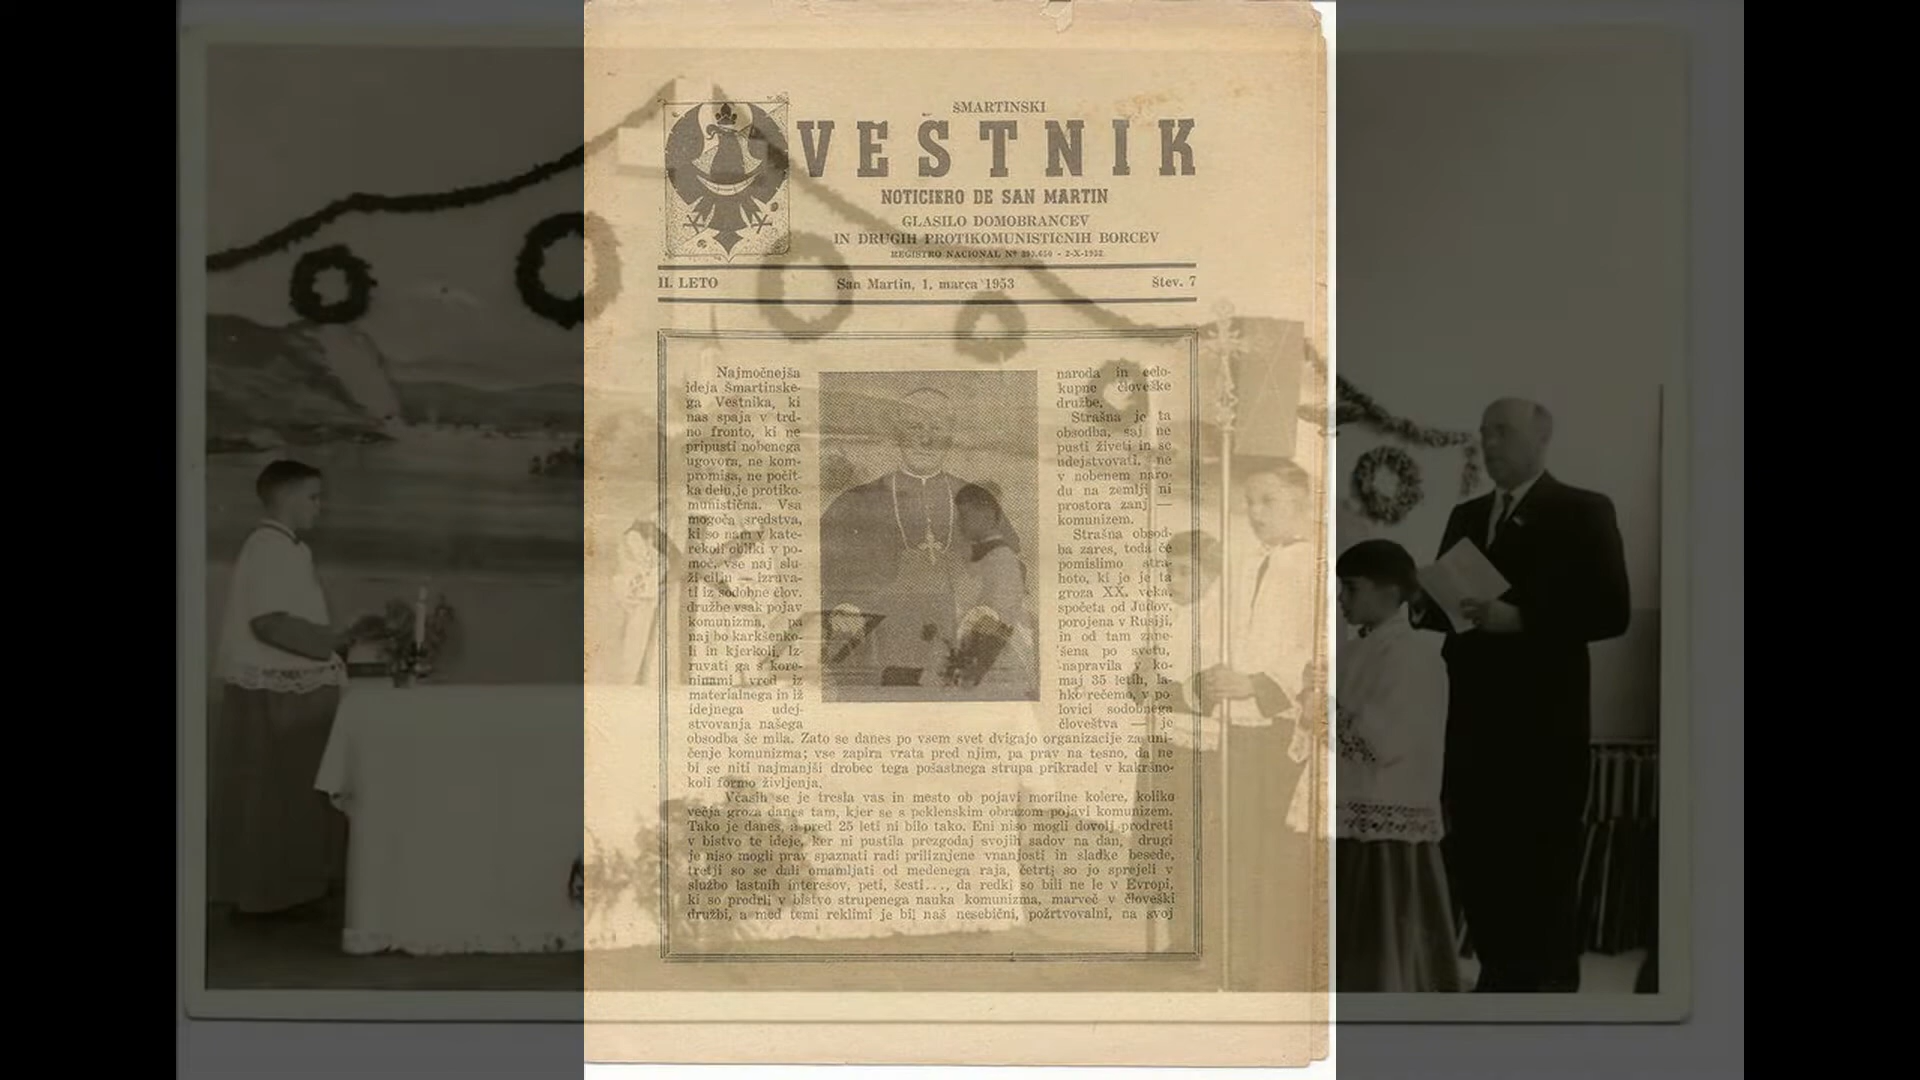 ŠMARTINSKI
VESTNIK
NOTICIERO DE SAN MARTIN
GLASILO DOMOBRANCEV
IN DRUGIH PROTIKOMUNISTIČNIH BORCEV
REGISTRO NACIONAL Nº - 2-X-1952
II. LETO San Martin, 1. marca 1953 Štev. 7
Najmočnejša
ideja Šmartinske-
ga Vestnika, ki
nas spaja v trd-
no fronto, ki ne
pripusti nobenega
ugovora, ne kom-
promisa, ne počit-
ka delu, je protiko-
munistična. Vsa
mogoča sredstva,
ki so nam v kate-
rekoli obliki v po-
moč, vse naj slu-
ži cilju — izruva-
ti iz sodobne člov.
družbe vsak pojav
komunizma, pa
naj bo karkšenko-
li in kjerkoli. Iz-
ruvati ga s kore-
ninami vred iz
materialnega in iz
idejnega udej-
stvovanja našega
naroda in celo-
kupne človeške
družbe.
Strašna je ta
obsodba, saj ne
pusti živeti in se
udejstvovati, ne
v nobenem naro-
du na zemlji ni
prostora zanj —
komunizem.
Strašna obsod-
ba zares, toda če
pomislimo stra-
hoto, ki jo je ta
groza XX. veka,
spočeta od Judov,
porojena v Rusiji,
in od tam zane-
šena po svetu,
napravila v ko-
maj 35 letih, la-
hko rečemo, v po
lovici sodobnega
človeštva — je
obsodba še mila. Zato se danes po vsem svet dvigajo organizacije za uni-
čenje komunizma; vse zapira vrata pred njim, pa prav na tesno, da ne
bi se niti najmanjši drobec tega pošastnega strupa prikradel v kakršno-
koli formo življenja.
Včasih se je tresla vas in mesto ob pojavi morilne kolere, koliko
večja groza danes tam, kjer se s peklenskim obrazom pojavi komunizem.
Tako je danes, a pred 25 leti ni bilo tako. Eni niso mogli dovolj prodreti
v bistvo te ideje, ker ni pustila prezgodaj svojih sadov na dan, drugi
je niso mogli prav spaznati radi priliznjene vnanjosti in sladke besede,
tretji so se dali omamljati od medenega raja, četrti so jo sprejeli v
službo lastnih interesov, peti, šesti..., da redki so bili ne le v Evropi,
ki so prodrli v bistvo strupenega nauka komunizma, marveč v človeški
družbi, a med temi reklimi je bil naš nesebični, požrtvovalni, na svoj